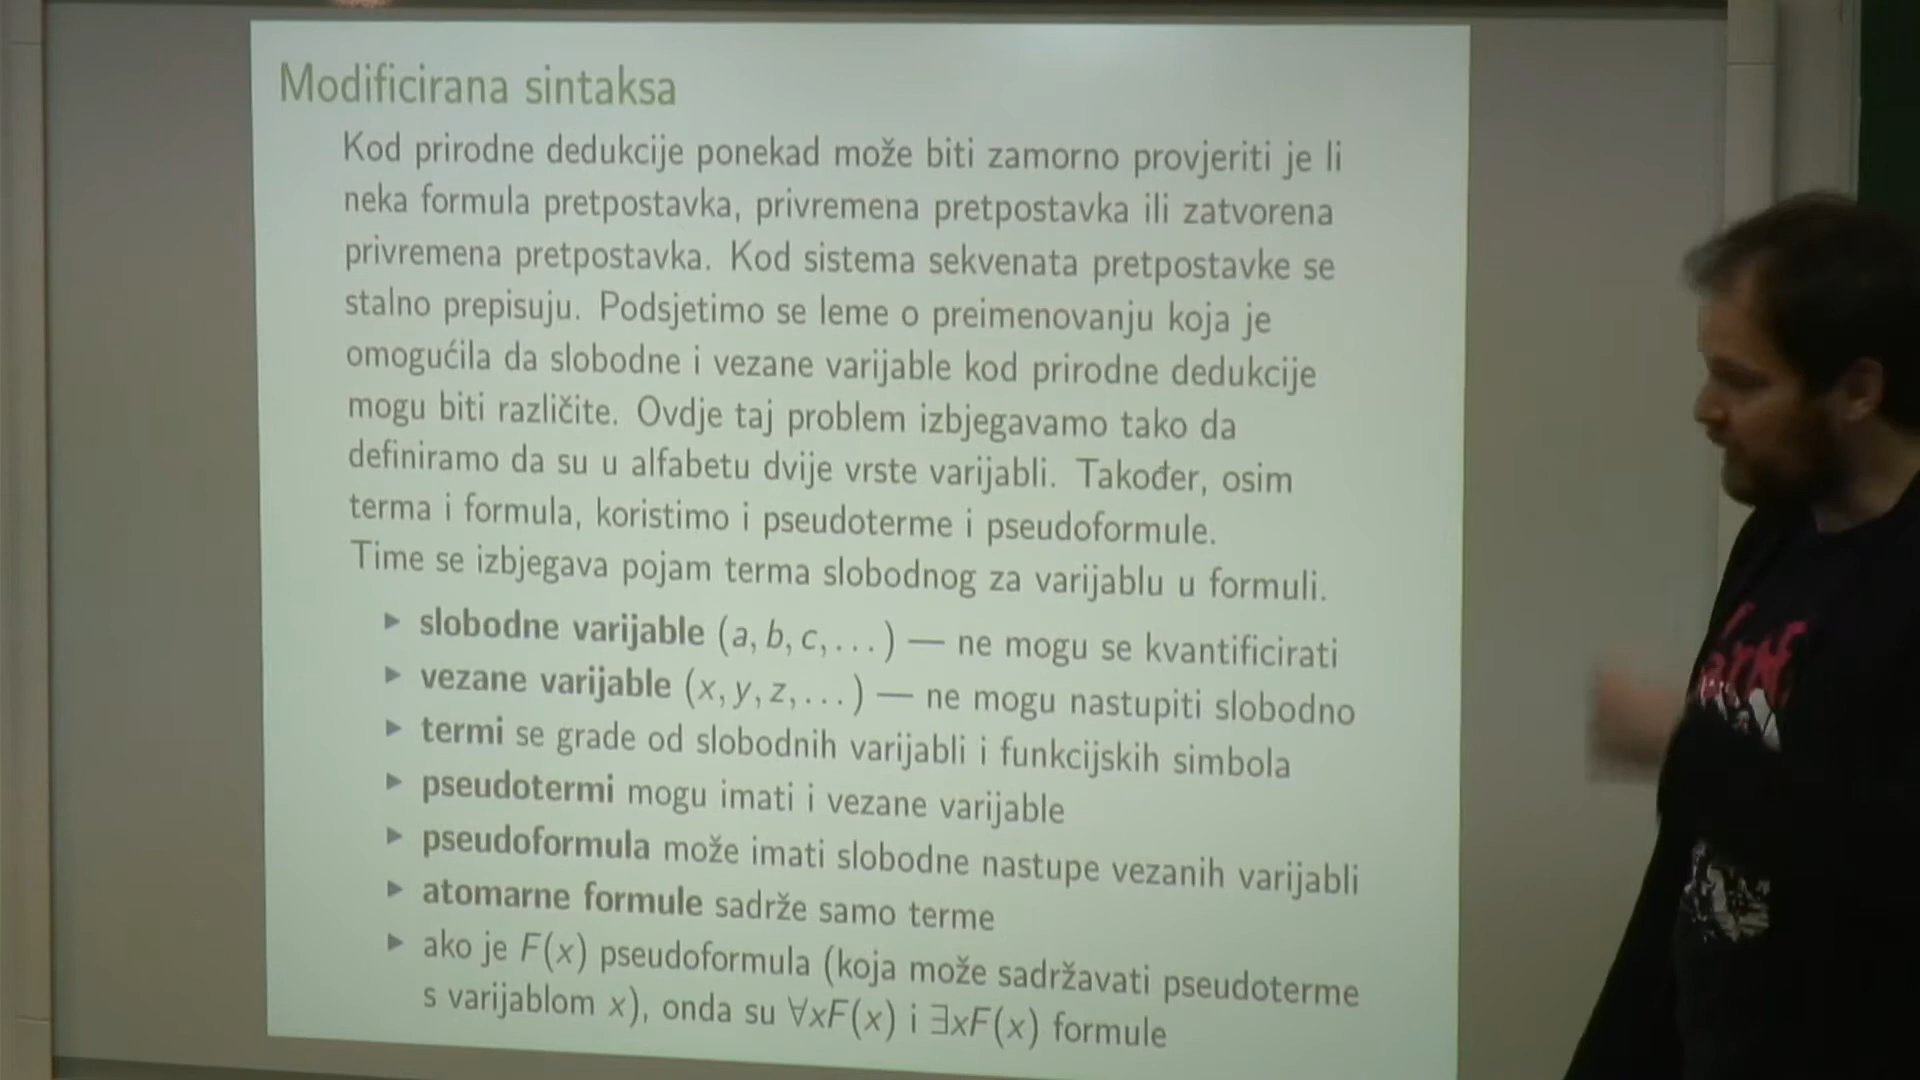 Modificirana sintaksa
Kod prirodne dedukcije ponekad može biti zamorno provjeriti je li
neka formula pretpostavka, privremena pretpostavka ili zatvorena
privremena pretpostavka. Kod sistema sekvenata pretpostavke se
stalno prepisuju. Podsjetimo se leme o preimenovanju koja je
omogućila da slobodne i vezane varijable kod prirodne dedukcije
mogu biti različite. Ovdje taj problem izbjegavamo tako da
definiramo da su u alfabetu dvije vrste varijabli. Također, osim
terma i formula, koristimo i pseudoterme i pseudoformule.
Time se izbjegava pojam terma slobodnog za varijablu u formuli.
▶ slobodne varijable (a, b, c, . . . ) — ne mogu se kvantificirati
▶ vezane varijable (x, y, z, . . . ) — ne mogu nastupiti slobodno
▶ termi se grade od slobodnih varijabli i funkcijskih simbola
▶ pseudotermi mogu imati i vezane varijable
▶ pseudoformula može imati slobodne nastupe vezanih varijabli
▶ atomarne formule sadrže samo terme
▶ ako je F(x) pseudoformula (koja može sadržavati pseudoterme
s varijablom x), onda su ∀xF(x) i ∃xF(x) formule